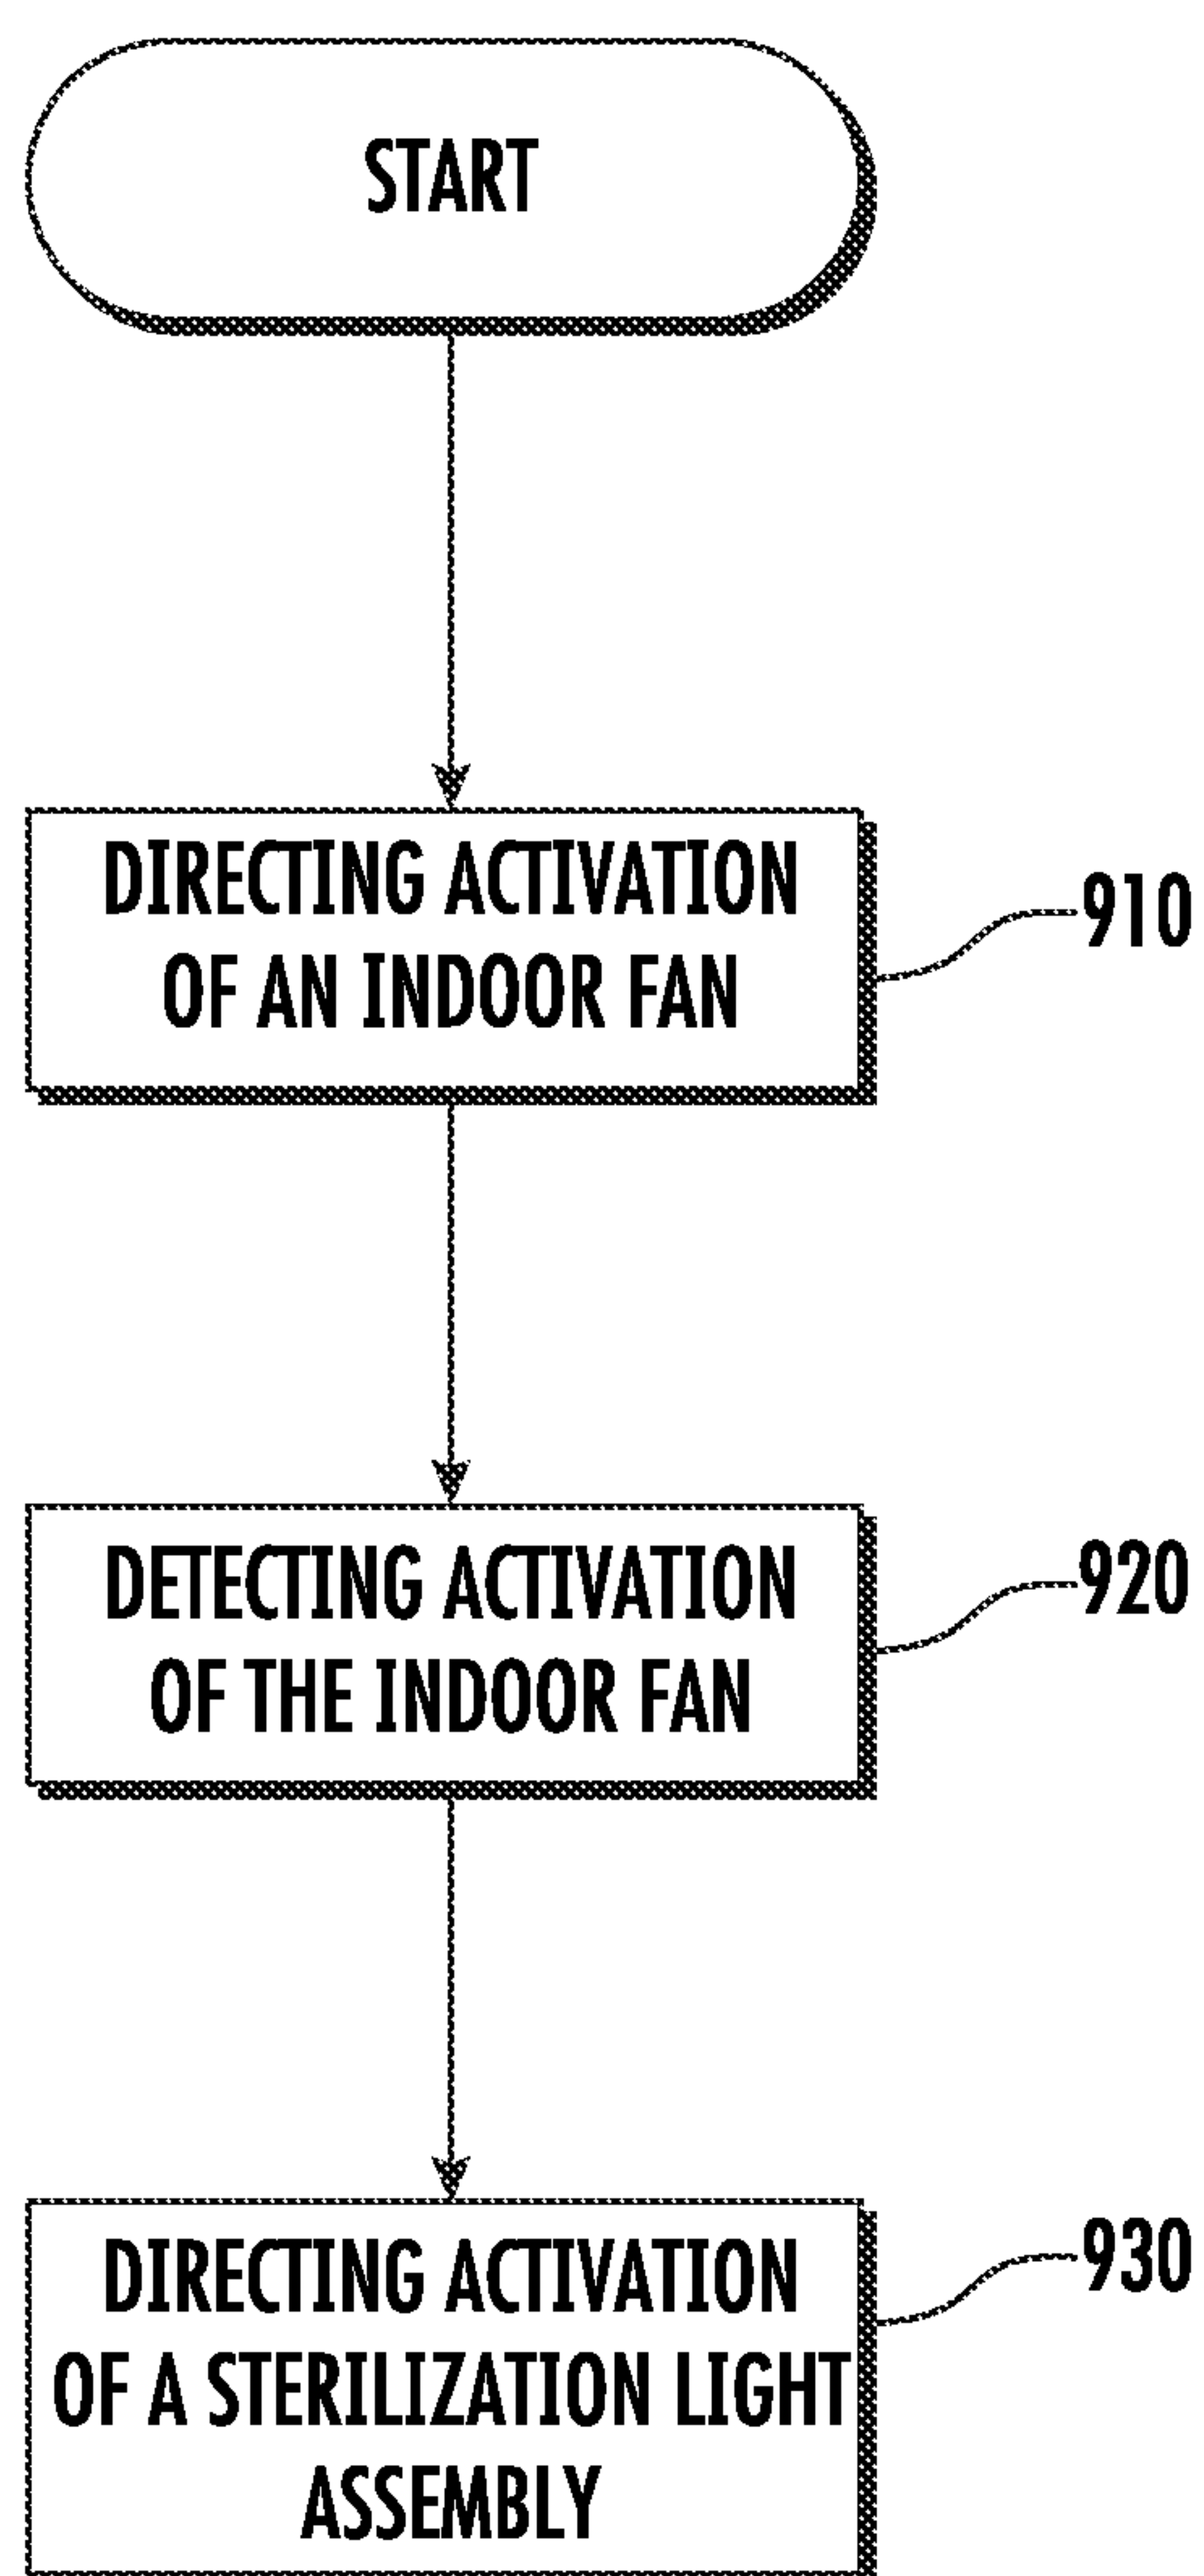 START
DIRECTING ACTIVATION
OF AN INDOOR FAN
910
DETECTING ACTIVATION
OF THE INDOOR FAN
920
DIRECTING ACTIVATION
OF A STERILIZATION LIGHT
ASSEMBLY
930